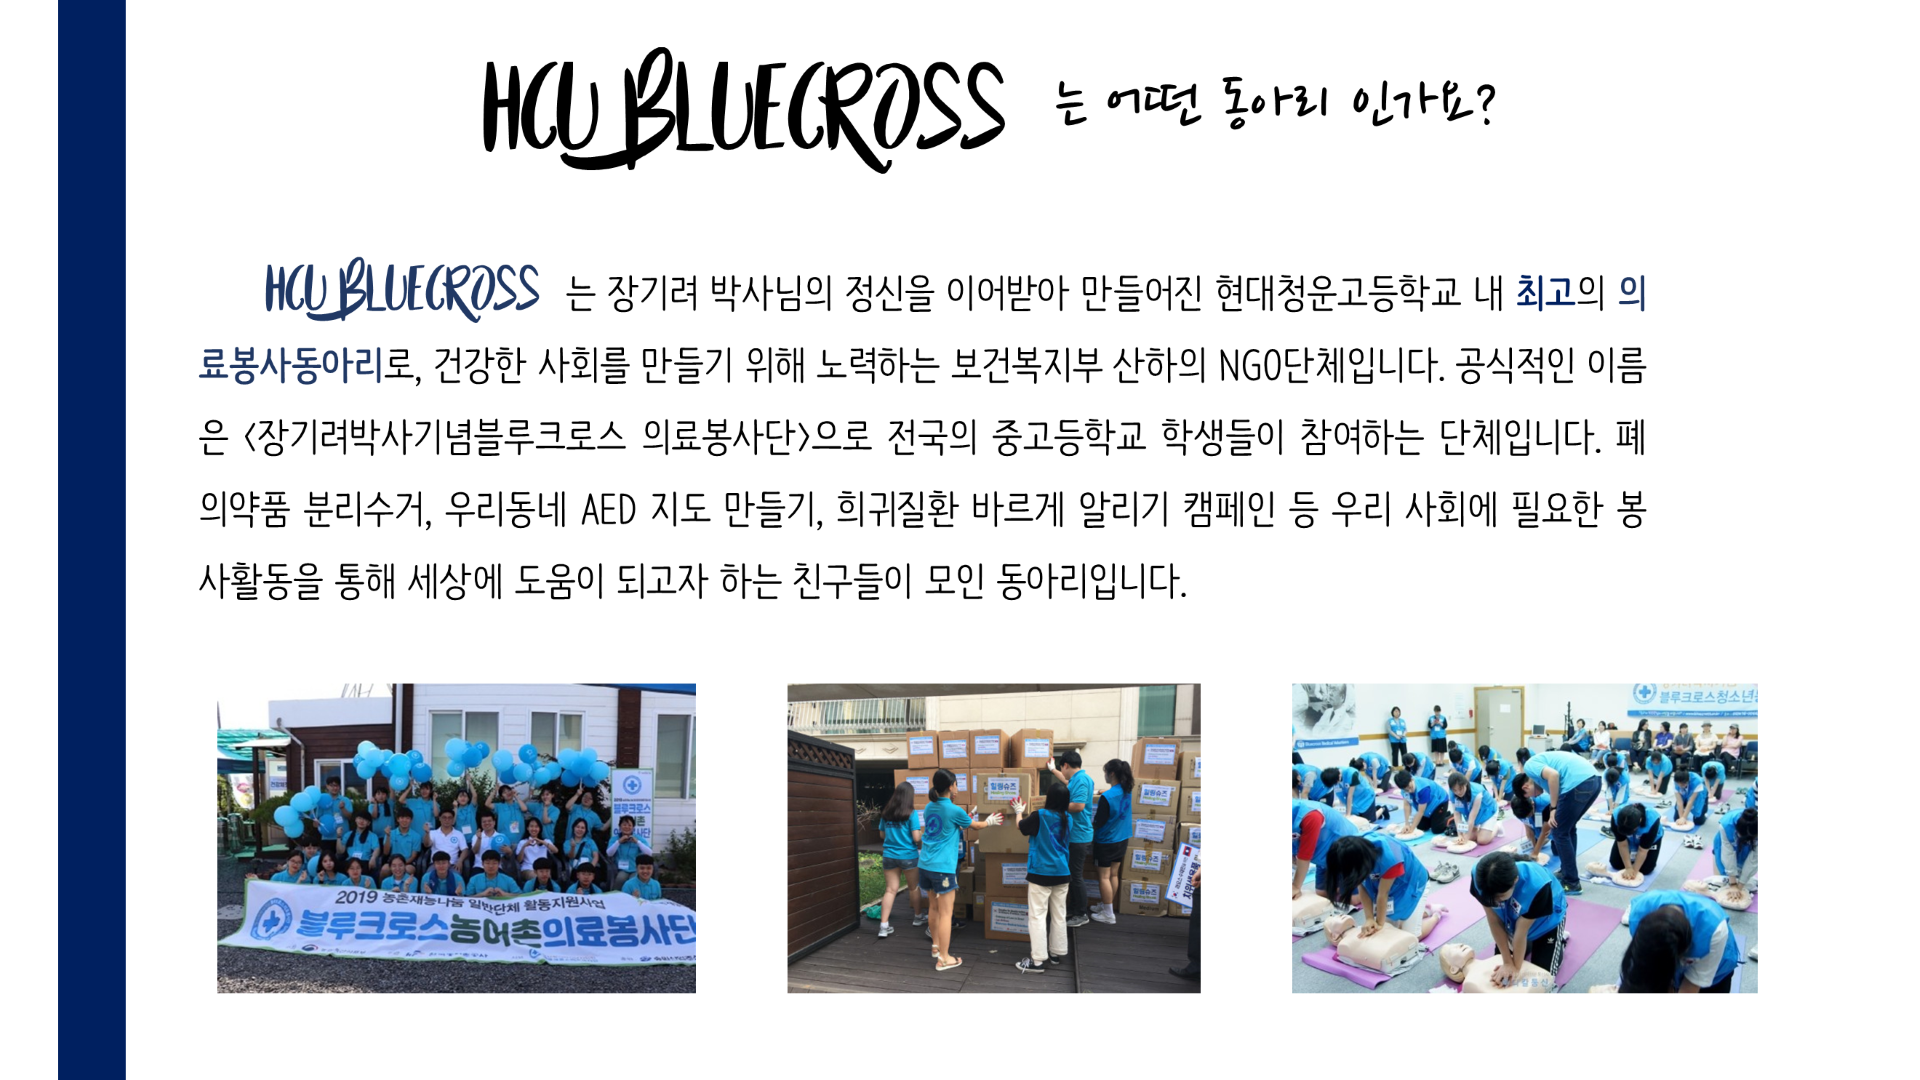 HCU BLUECROSS 는 어떤 동아리 인가요?
HCU BLUECROSS 는 장기려 박사님의 정신을 이어받아 만들어진 현대청운고등학교 내 최고의 의
료봉사동아리로, 건강한 사회를 만들기 위해 노력하는 보건복지부 산하의 NGO단체입니다. 공식적인 이름
은 <장기려박사기념블루크로스 의료봉사단>으로 전국의 중고등학교 학생들이 참여하는 단체입니다. 폐
의약품 분리수거, 우리동네 AED 지도 만들기, 희귀질환 바르게 알리기 캠페인 등 우리 사회에 필요한 봉
사활동을 통해 세상에 도움이 되고자 하는 친구들이 모인 동아리입니다.
블루크로스
2019 농촌재능나눔 일반단체 활동지원사업
블루크로스농어촌의료봉사단
힐링슈즈
블루크로스청소년